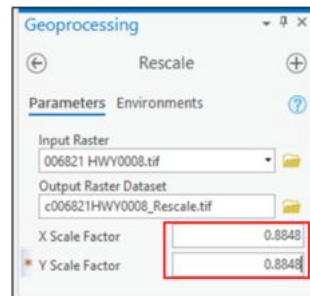 Geoprocessing
Rescale
Parameters Environments
Input Raster
006821 HWY0008.tif
Output Raster Dataset
c006821HWY0008_Rescale.tif
X Scale Factor 0.8848
* Y Scale Factor 0.8848